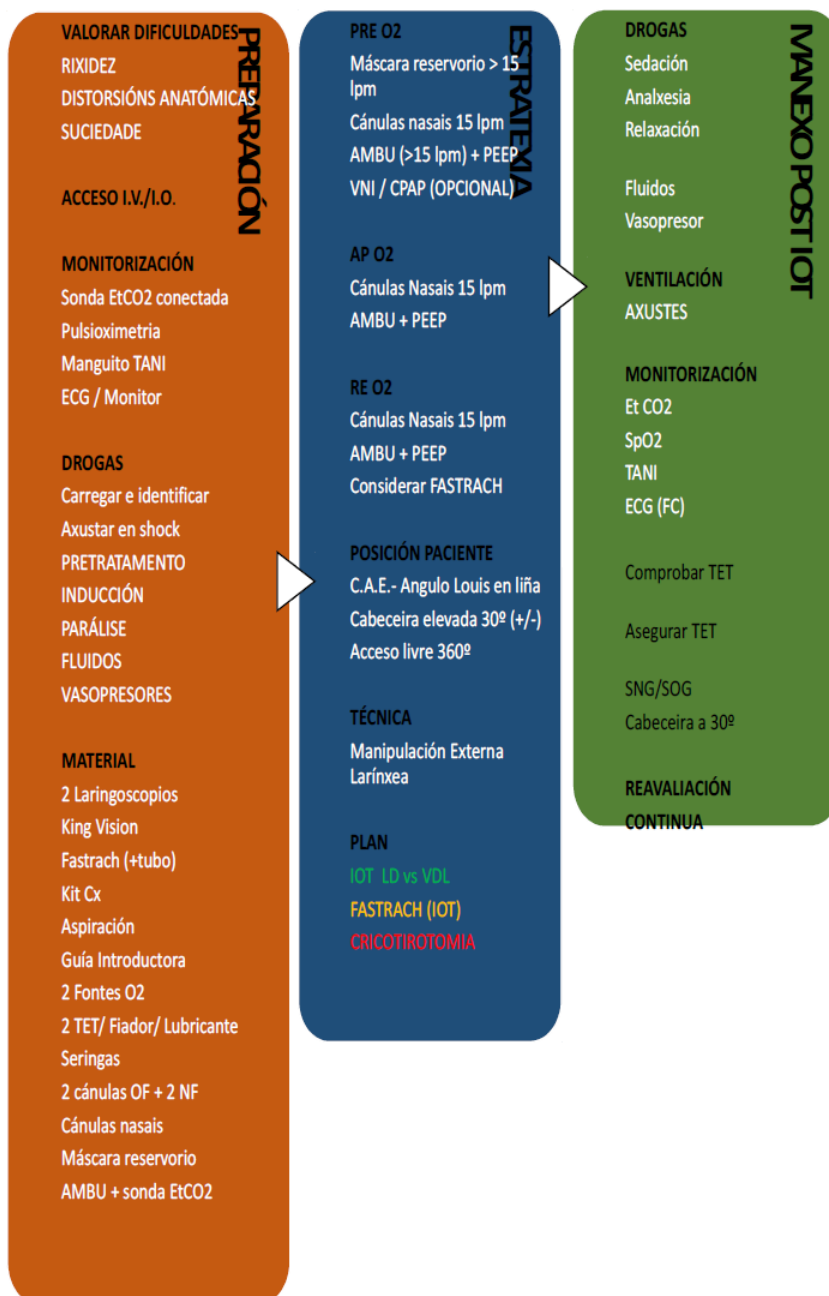 PREPARACIÓN
VALORAR DIFICULDADES
RIXIDEZ
DISTORSIÓNS ANATÓMICAS
SUCIEDADE
ACCESO I.V./I.O.
MONITORIZACIÓN
Sonda EtCO2 conectada
Pulsioximetria
Manguito TANI
ECG / Monitor
DROGAS
Carregar e identificar
Axustar en shock
PRETRATAMENTO
INDUCCIÓN
PARÁLISE
FLUIDOS
VASOPRESORES
MATERIAL
2 Laringoscopios
King Vision
Fastrach (+tubo)
Kit Cx
Aspiración
Guía Introductora
2 Fontes O2
2 TET/ Fiador/ Lubricante
Seringas
2 cánulas OF + 2 NF
Cánulas nasais
Máscara reservorio
AMBU + sonda EtCO2
ESTRATEXIA
PRE O2
Máscara reservorio > 15
lpm
Cánulas nasais 15 lpm
AMBU (>15 lpm) + PEEP
VNI / CPAP (OPCIONAL)
AP O2
Cánulas Nasais 15 lpm
AMBU + PEEP
RE O2
Cánulas Nasais 15 lpm
AMBU + PEEP
Considerar FASTRACH
POSICIÓN PACIENTE
C.A.E.- Angulo Louis en liña
Cabeceira elevada 30º (+/-)
Acceso livre 360º
TÉCNICA
Manipulación Externa
Larínxea
PLAN
IOT LD vs VDL
FASTRACH (IOT)
CRICOTIROTOMIA
MANEXO POST IOT
DROGAS
Sedación
Analxesia
Relaxación
Fluidos
Vasopresor
VENTILACIÓN
AXUSTES
MONITORIZACIÓN
Et CO2
SpO2
TANI
ECG (FC)
Comprobar TET
Asegurar TET
SNG/SOG
Cabeceira a 30º
REAVALIACIÓN
CONTINUA